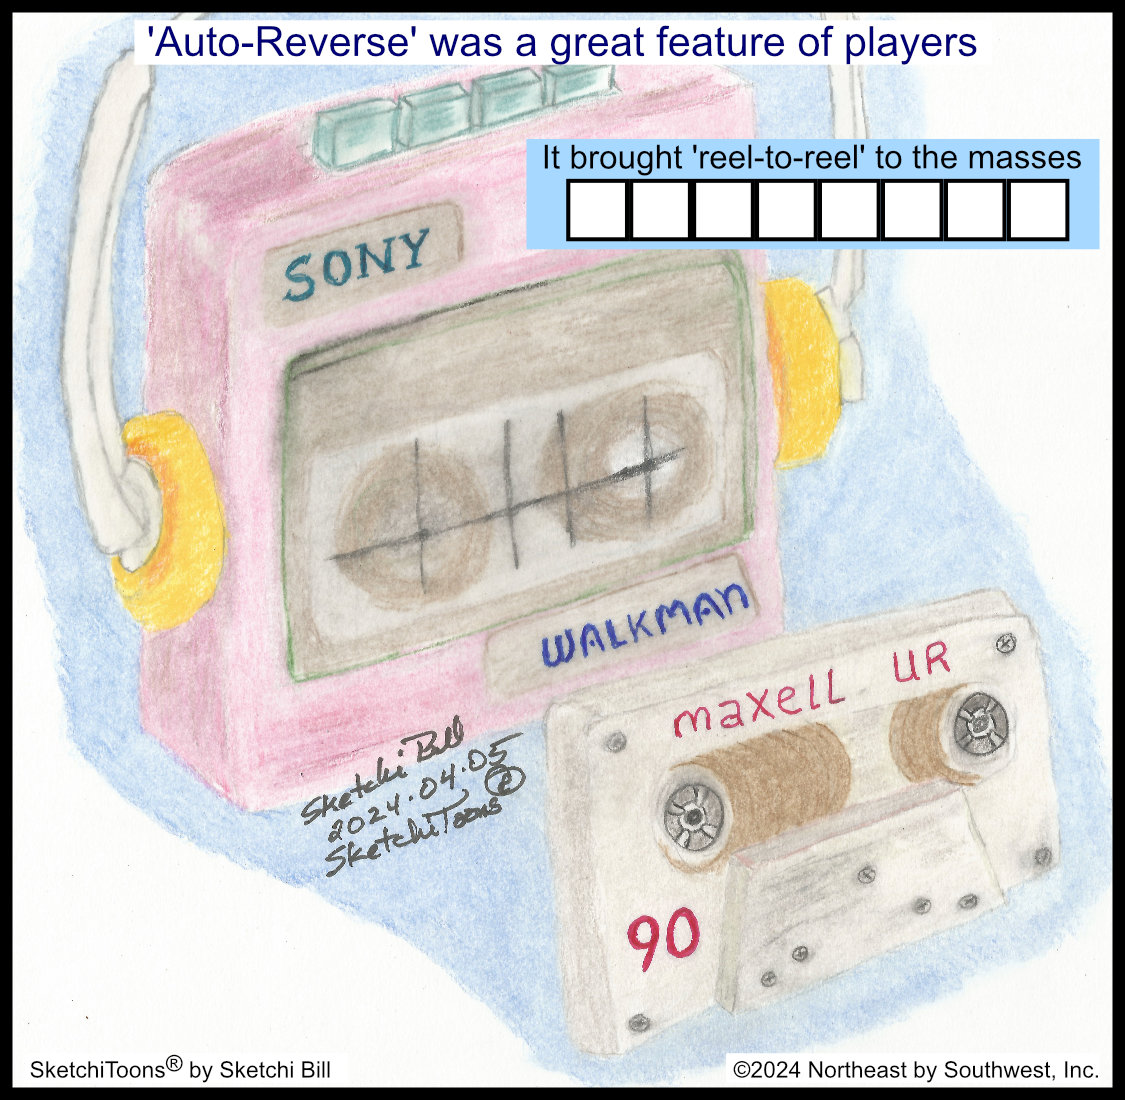 'Auto-Reverse' was a great feature of players
It brought 'reel-to-reel' to the masses
SONY
WALKMAN
maxell UR
90
Sketchi Bill
2024.04.05
SketchiToons ©
SketchiToons® by Sketchi Bill
©2024 Northeast by Southwest, Inc.